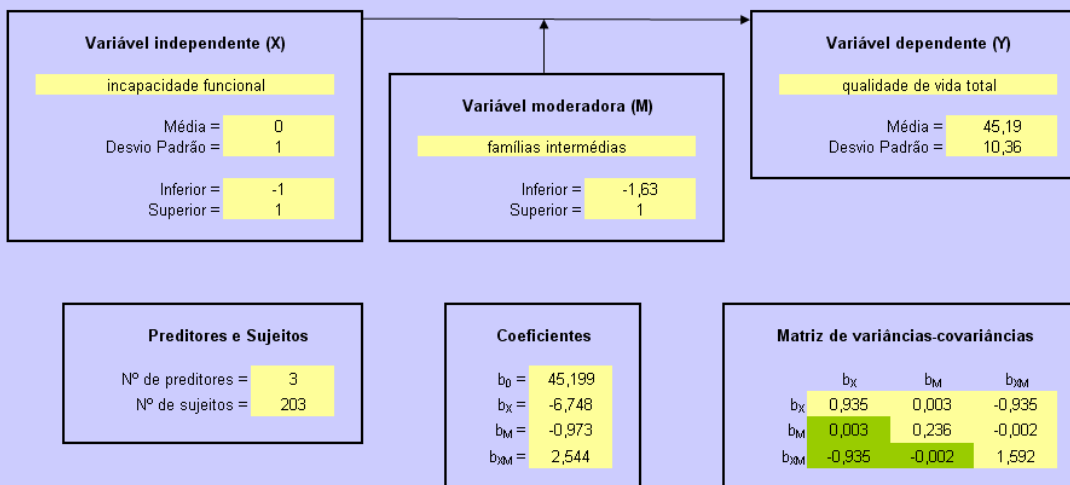 Variável independente (X)
incapacidade funcional
Média = 0
Desvio Padrão = 1
Inferior = -1
Superior = 1
Variável moderadora (M)
famílias intermédias
Inferior = -1,63
Superior = 1
Variável dependente (Y)
qualidade de vida total
Média = 45,19
Desvio Padrão = 10,36
Preditores e Sujeitos
Nº de preditores = 3
Nº de sujeitos = 203
Coeficientes
b0 = 45,199
bX = -6,748
bM = -0,973
bXM = 2,544
Matriz de variâncias-covariâncias
bX bM bXM
bX 0,935 0,003 -0,935
bM 0,003 0,236 -0,002
bXM -0,935 -0,002 1,592